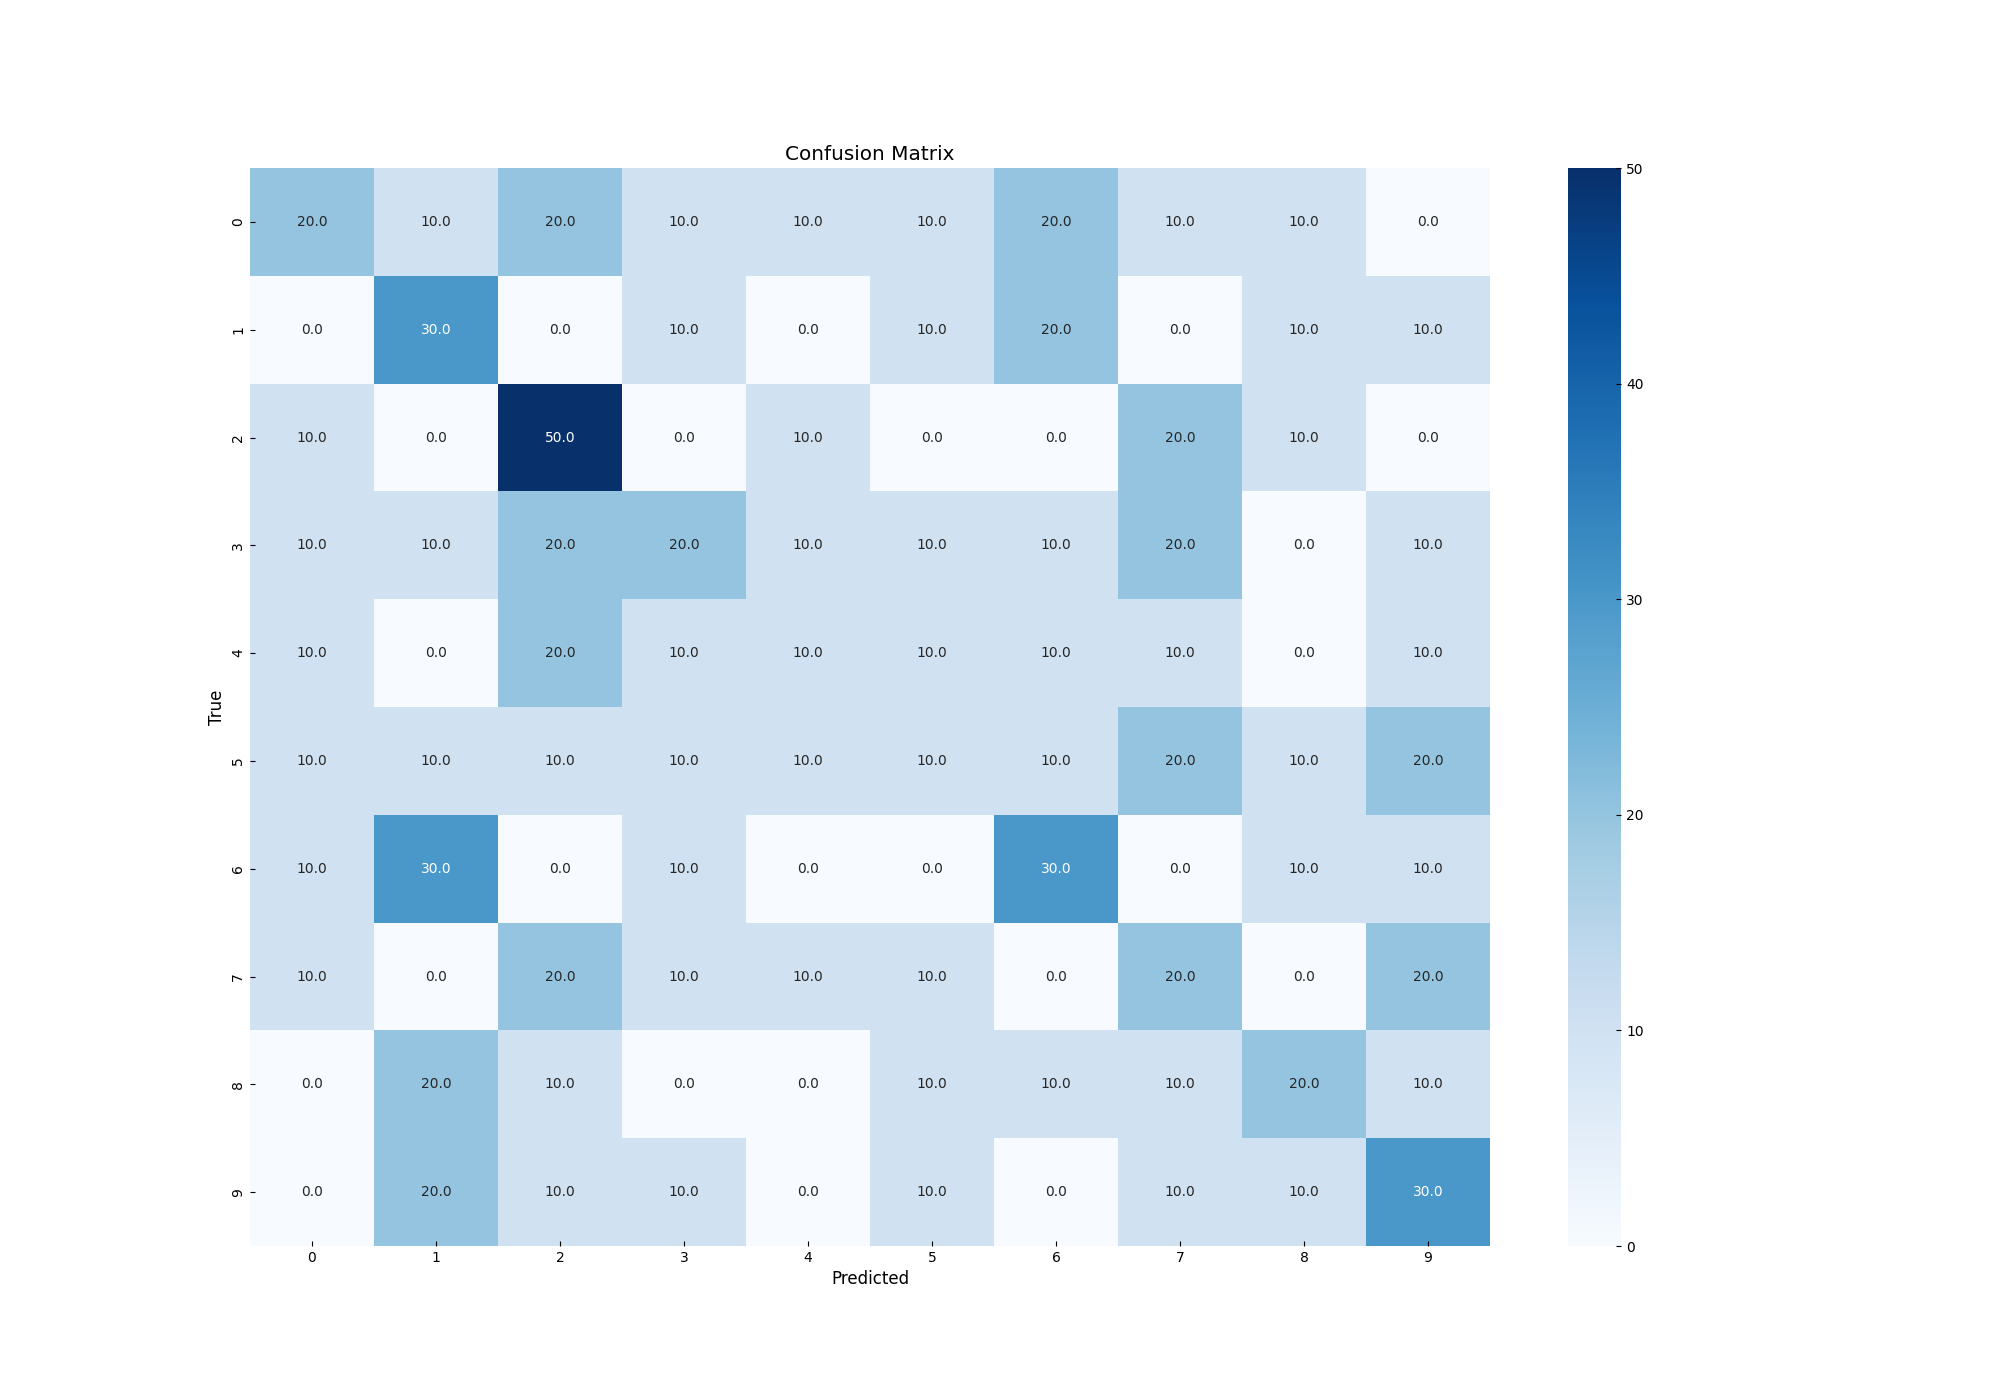 Confusion Matrix
0 20.0 10.0 20.0 10.0 10.0 10.0 20.0 10.0 10.0 0.0
1 0.0 30.0 0.0 10.0 0.0 10.0 20.0 0.0 10.0 10.0
2 10.0 0.0 50.0 0.0 10.0 0.0 0.0 20.0 10.0 0.0
3 10.0 10.0 20.0 20.0 10.0 10.0 10.0 20.0 0.0 10.0
4 10.0 0.0 20.0 10.0 10.0 10.0 10.0 10.0 0.0 10.0
5 10.0 10.0 10.0 10.0 10.0 10.0 10.0 20.0 10.0 20.0
6 10.0 30.0 0.0 10.0 0.0 0.0 30.0 0.0 10.0 10.0
7 10.0 0.0 20.0 10.0 10.0 10.0 0.0 20.0 0.0 20.0
8 0.0 20.0 10.0 0.0 0.0 10.0 10.0 10.0 20.0 10.0
9 0.0 20.0 10.0 10.0 0.0 10.0 0.0 10.0 10.0 30.0
0 1 2 3 4 5 6 7 8 9
Predicted
True
50
40
30
20
10
0